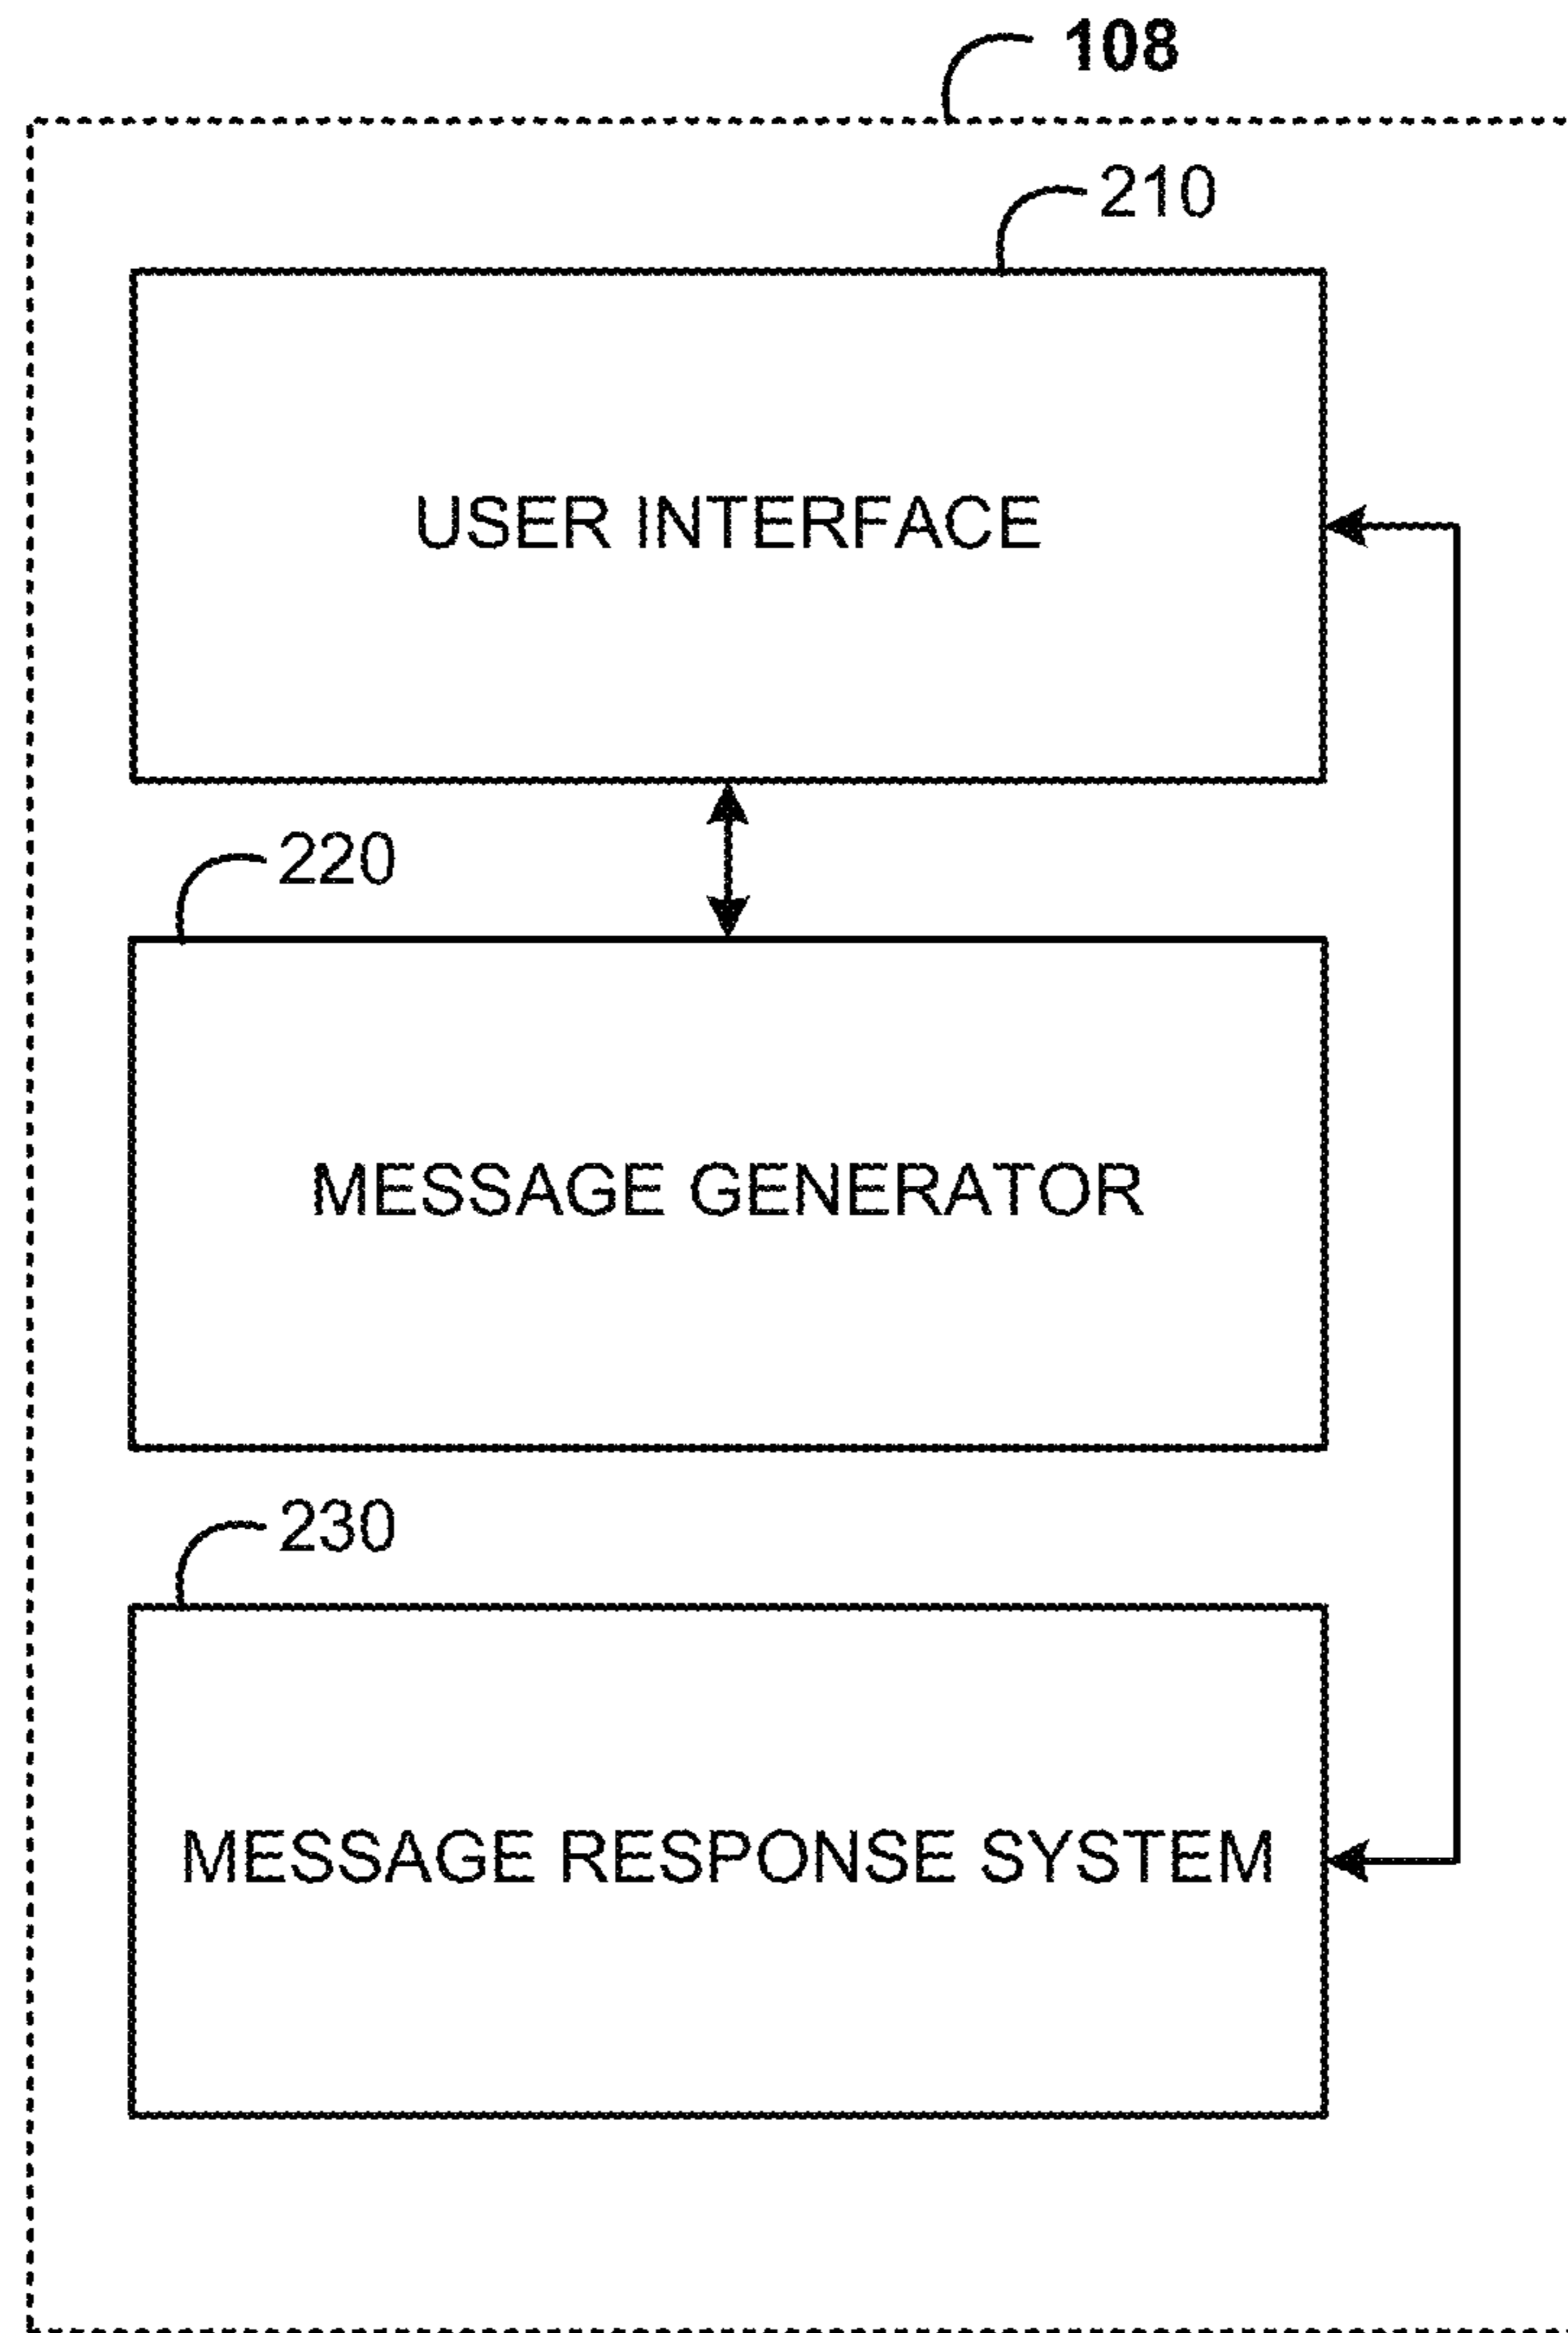 108
210
USER INTERFACE
220
MESSAGE GENERATOR
230
MESSAGE RESPONSE SYSTEM